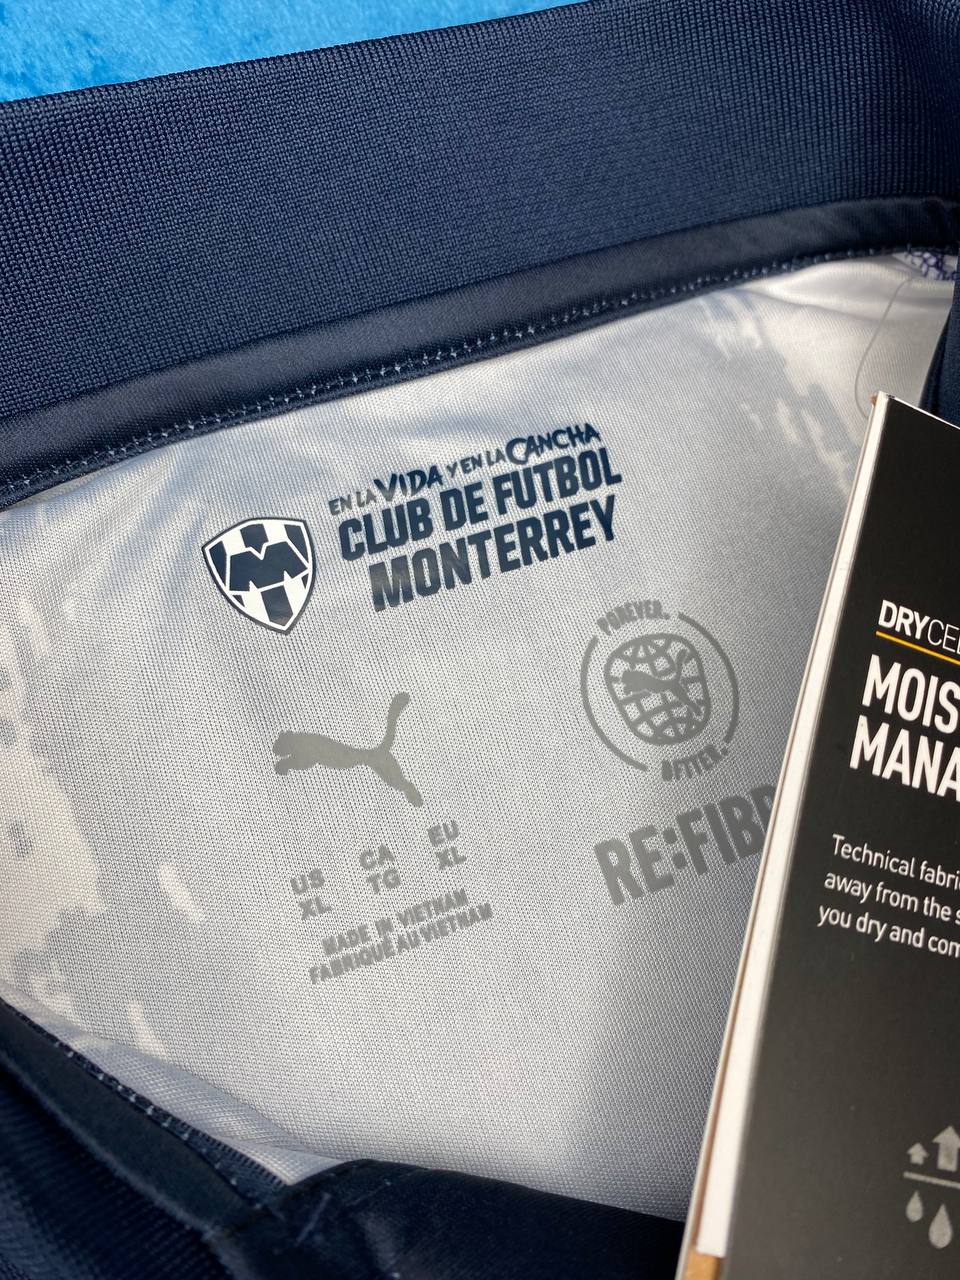 EN LA VIDA Y EN LA CANCHA
CLUB DE FUTBOL
MONTERREY
FOREVER.
BETTER.
RE:FIB
US
XL
CA
TG
EU
XL
MADE IN VIETNAM
FABRIQUÉ AU VIETNAM
DRYCEL
MOIS
MANA
Technical fabri
away from the s
you dry and com